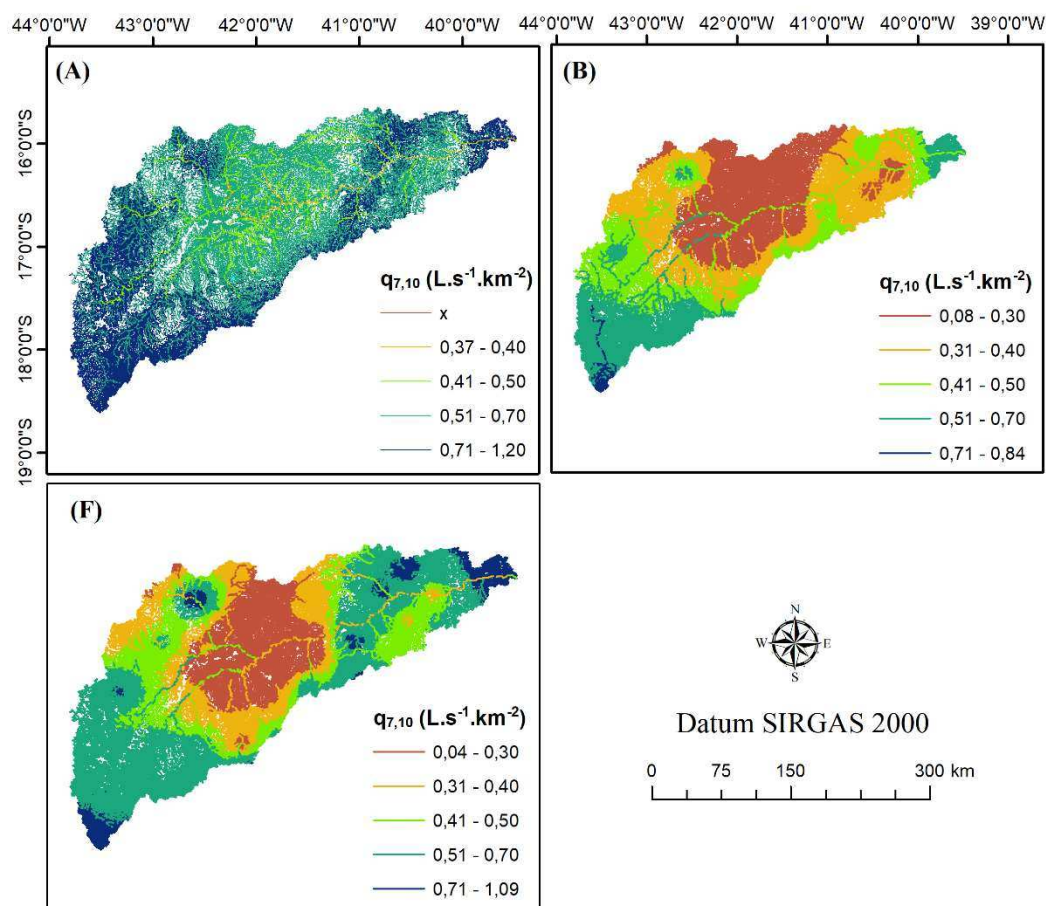 44°0'0"W 43°0'0"W 42°0'0"W 41°0'0"W 40°0'0"W
44°0'0"W 43°0'0"W 42°0'0"W 41°0'0"W 40°0'0"W 39°0'0"W
16°0'0"S
17°0'0"S
18°0'0"S
19°0'0"S
(A)
q7,10 (L.s-1.km-2)
x
0,37 - 0,40
0,41 - 0,50
0,51 - 0,70
0,71 - 1,20
(B)
q7,10 (L.s-1.km-2)
0,08 - 0,30
0,31 - 0,40
0,41 - 0,50
0,51 - 0,70
0,71 - 0,84
(F)
q7,10 (L.s-1.km-2)
0,04 - 0,30
0,31 - 0,40
0,41 - 0,50
0,51 - 0,70
0,71 - 1,09
N
W E
S
Datum SIRGAS 2000
0 75 150 300 km